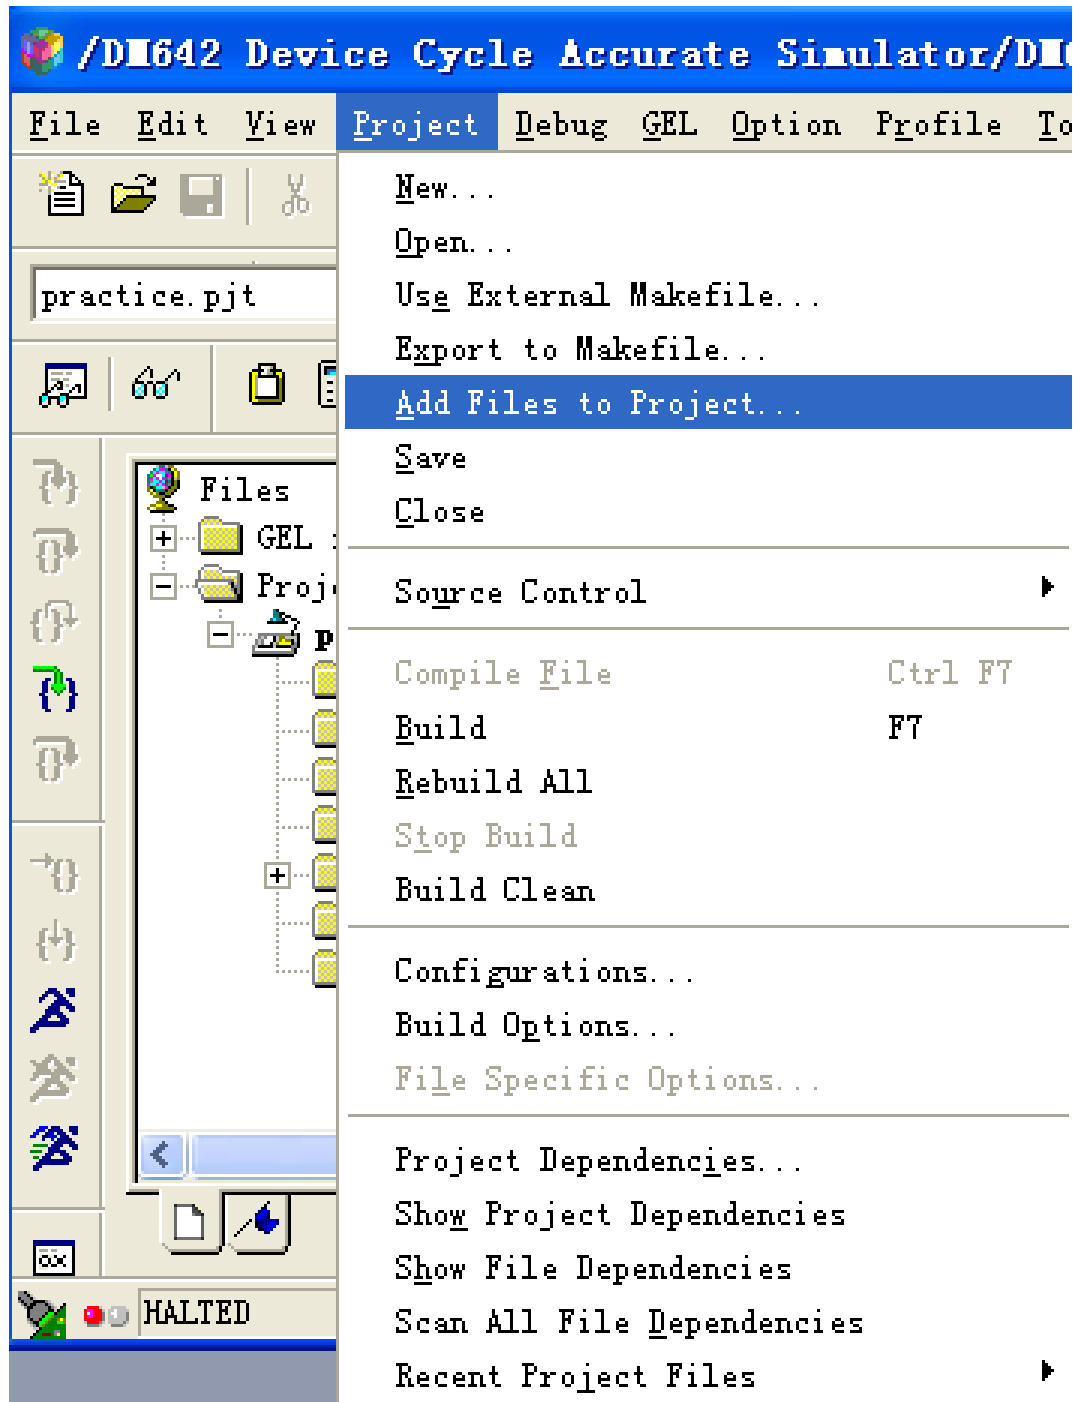 /DM642 Device Cycle Accurate Simulator/DM
File Edit View Project Debug GEL Option Profile To
practice.pjt
New...
Open...
Use External Makefile...
Export to Makefile...
Add Files to Project...
Save
Close
Source Control
Compile File Ctrl F7
Build F7
Rebuild All
Stop Build
Build Clean
Configurations...
Build Options...
File Specific Options...
Project Dependencies...
Show Project Dependencies
Show File Dependencies
Scan All File Dependencies
Recent Project Files
Files
GEL
Proj
p
HALTED